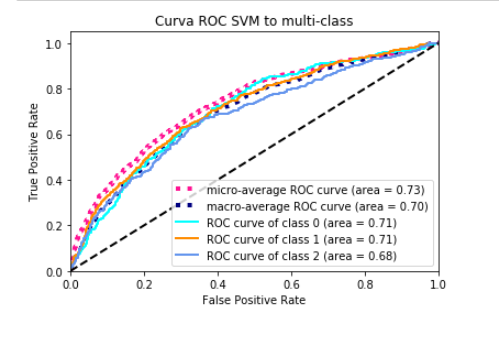 Curva ROC SVM to multi-class
1.0
0.8
0.6
0.4
0.2
0.0
True Positive Rate
micro-average ROC curve (area = 0.73)
macro-average ROC curve (area = 0.70)
ROC curve of class 0 (area = 0.71)
ROC curve of class 1 (area = 0.71)
ROC curve of class 2 (area = 0.68)
0.0 0.2 0.4 0.6 0.8 1.0
False Positive Rate